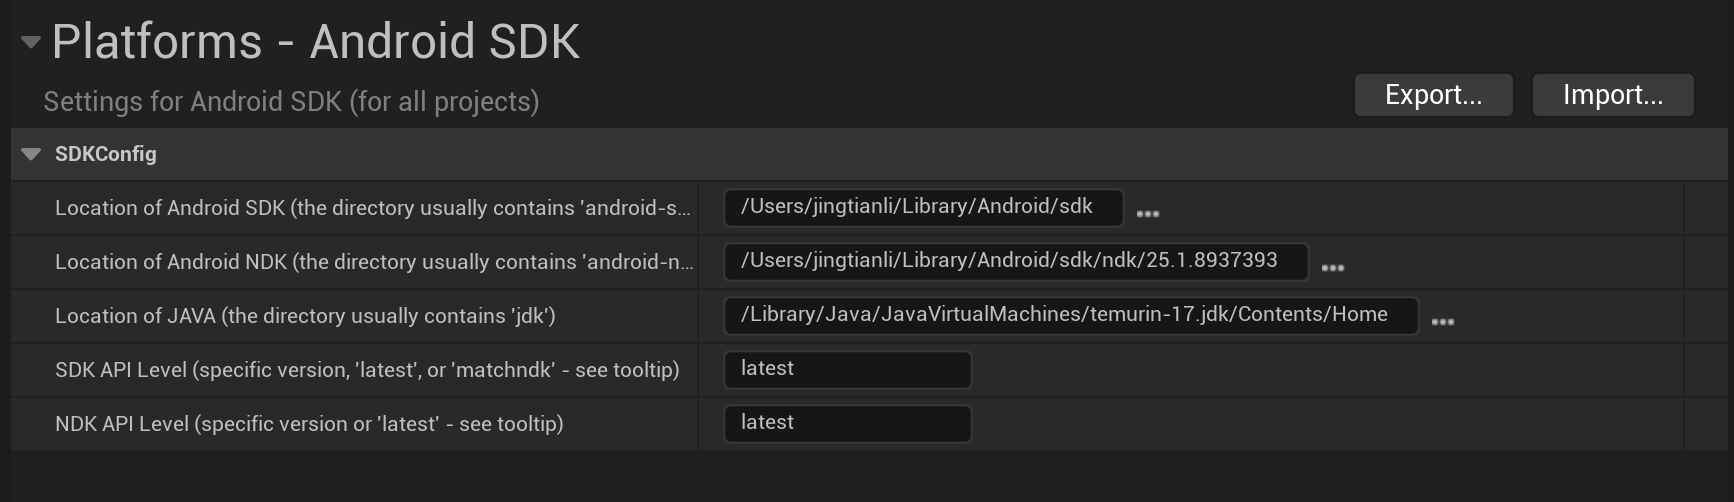 Platforms - Android SDK
Settings for Android SDK (for all projects)
Export...
Import...
SDKConfig
Location of Android SDK (the directory usually contains 'android-s...
/Users/jingtianli/Library/Android/sdk
Location of Android NDK (the directory usually contains 'android-n...
/Users/jingtianli/Library/Android/sdk/ndk/25.1.8937393
Location of JAVA (the directory usually contains 'jdk')
/Library/Java/JavaVirtualMachines/temurin-17.jdk/Contents/Home
SDK API Level (specific version, 'latest', or 'matchndk' - see tooltip)
latest
NDK API Level (specific version or 'latest' - see tooltip)
latest